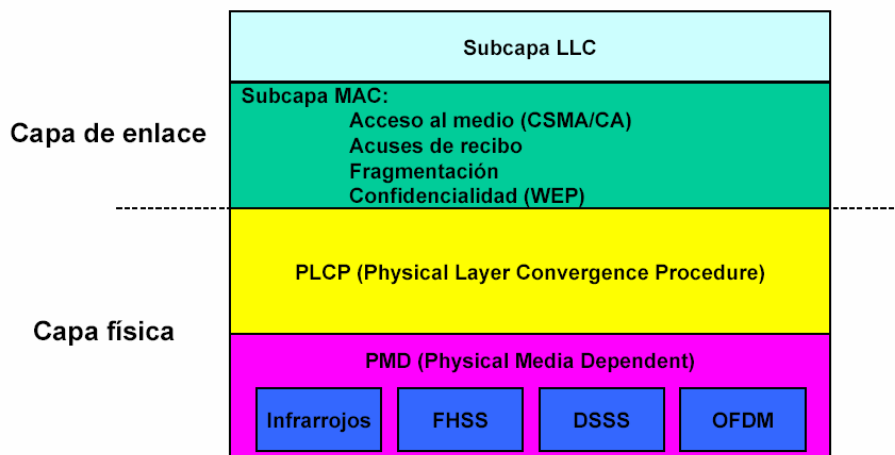 Subcapa LLC
Capa de enlace
Subcapa MAC:
Acceso al medio (CSMA/CA)
Acuses de recibo
Fragmentación
Confidencialidad (WEP)
Capa física
PLCP (Physical Layer Convergence Procedure)
PMD (Physical Media Dependent)
Infrarrojos FHSS DSSS OFDM